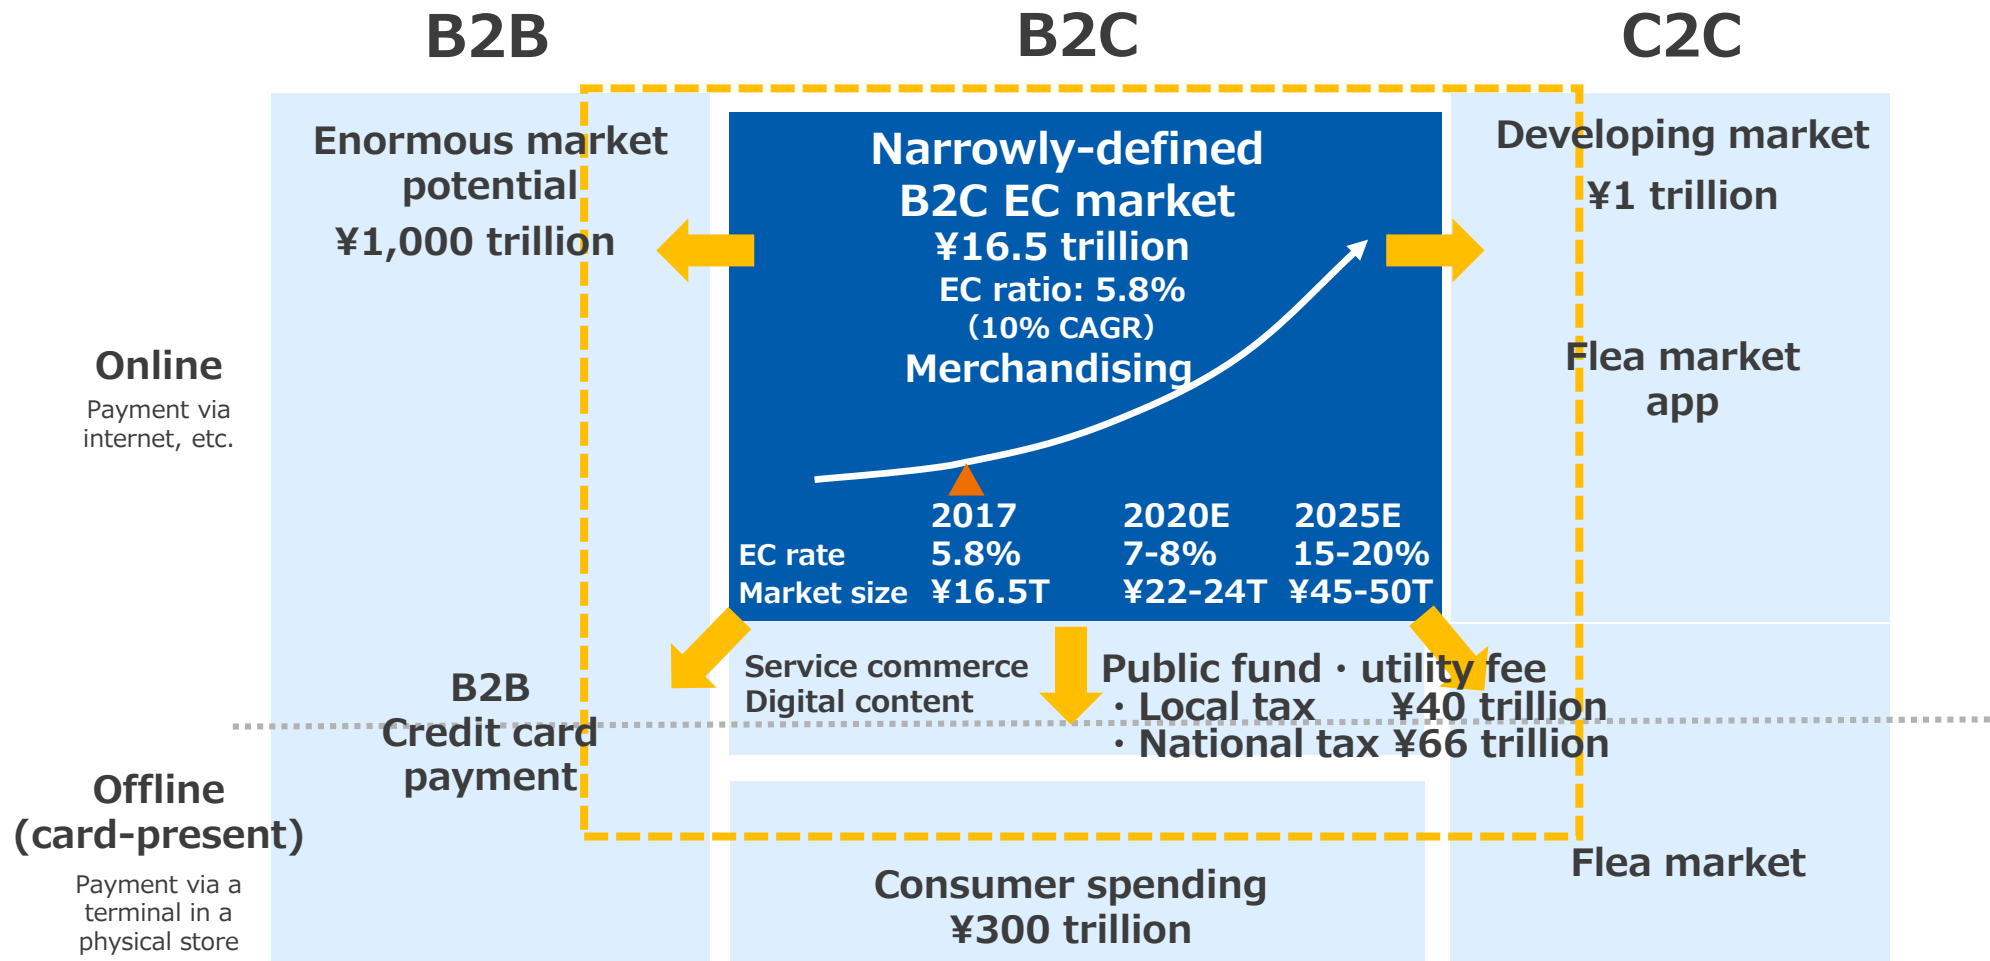 B2B
B2C
C2C
Enormous market
potential
¥1,000 trillion
Narrowly-defined
B2C EC market
¥16.5 trillion
EC ratio: 5.8%
（10% CAGR）
Merchandising
Developing market
¥1 trillion
Flea market
app
Online
Payment via
internet, etc.
2017 2020E 2025E
EC rate 5.8% 7-8% 15-20%
Market size ¥16.5T ¥22-24T ¥45-50T
Service commerce
Digital content
Public fund・utility fee
・Local tax ¥40 trillion
・National tax ¥66 trillion
B2B
Credit card
payment
Offline
(card-present)
Payment via a
terminal in a
physical store
Consumer spending
¥300 trillion
Flea market